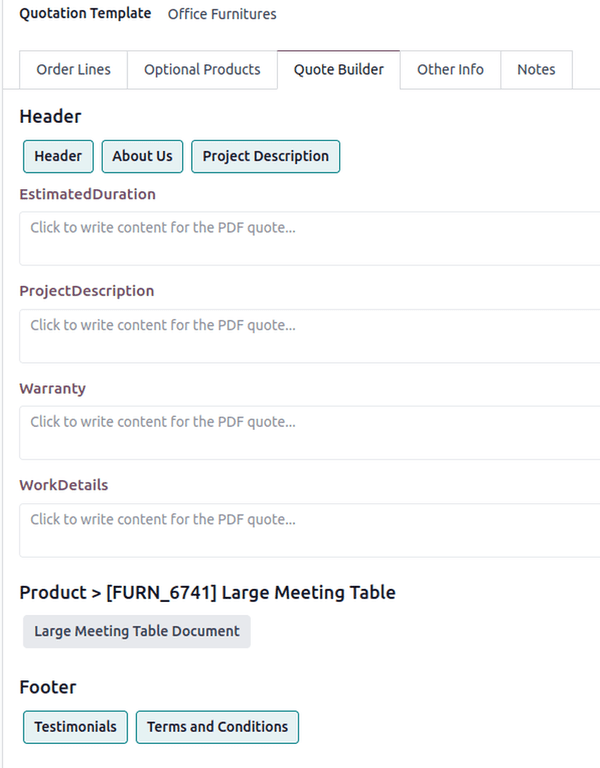 Quotation Template Office Furnitures
Order Lines Optional Products Quote Builder Other Info Notes
Header
Header About Us Project Description
EstimatedDuration
Click to write content for the PDF quote...
ProjectDescription
Click to write content for the PDF quote...
Warranty
Click to write content for the PDF quote...
WorkDetails
Click to write content for the PDF quote...
Product > [FURN_6741] Large Meeting Table
Large Meeting Table Document
Footer
Testimonials Terms and Conditions